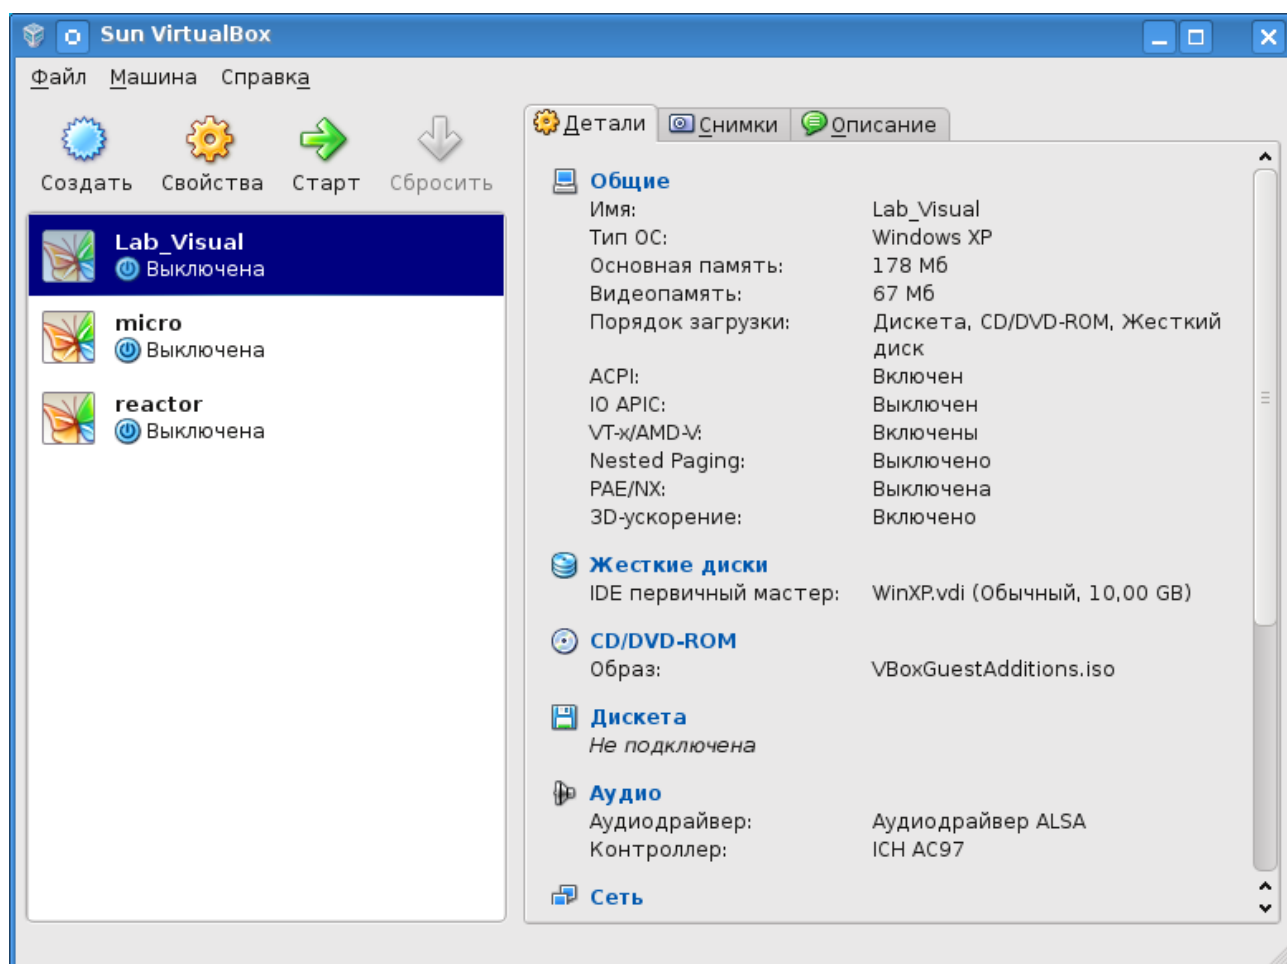 Sun VirtualBox
Файл Машина Справка
Создать Свойства Старт Сбросить
Lab_Visual
Выключена
micro
Выключена
reactor
Выключена
Детали Снимки Описание
Общие
Имя: Lab_Visual
Тип ОС: Windows XP
Основная память: 178 Мб
Видеопамять: 67 Мб
Порядок загрузки: Дискета, CD/DVD-ROM, Жесткий
диск
ACPI: Включен
IO APIC: Выключен
VT-x/AMD-V: Включены
Nested Paging: Выключено
PAE/NX: Выключена
3D-ускорение: Включено
Жесткие диски
IDE первичный мастер: WinXP.vdi (Обычный, 10,00 GB)
CD/DVD-ROM
Образ: VBoxGuestAdditions.iso
Дискета
Не подключена
Аудио
Аудиодрайвер: Аудиодрайвер ALSA
Контроллер: ICH AC97
Сеть